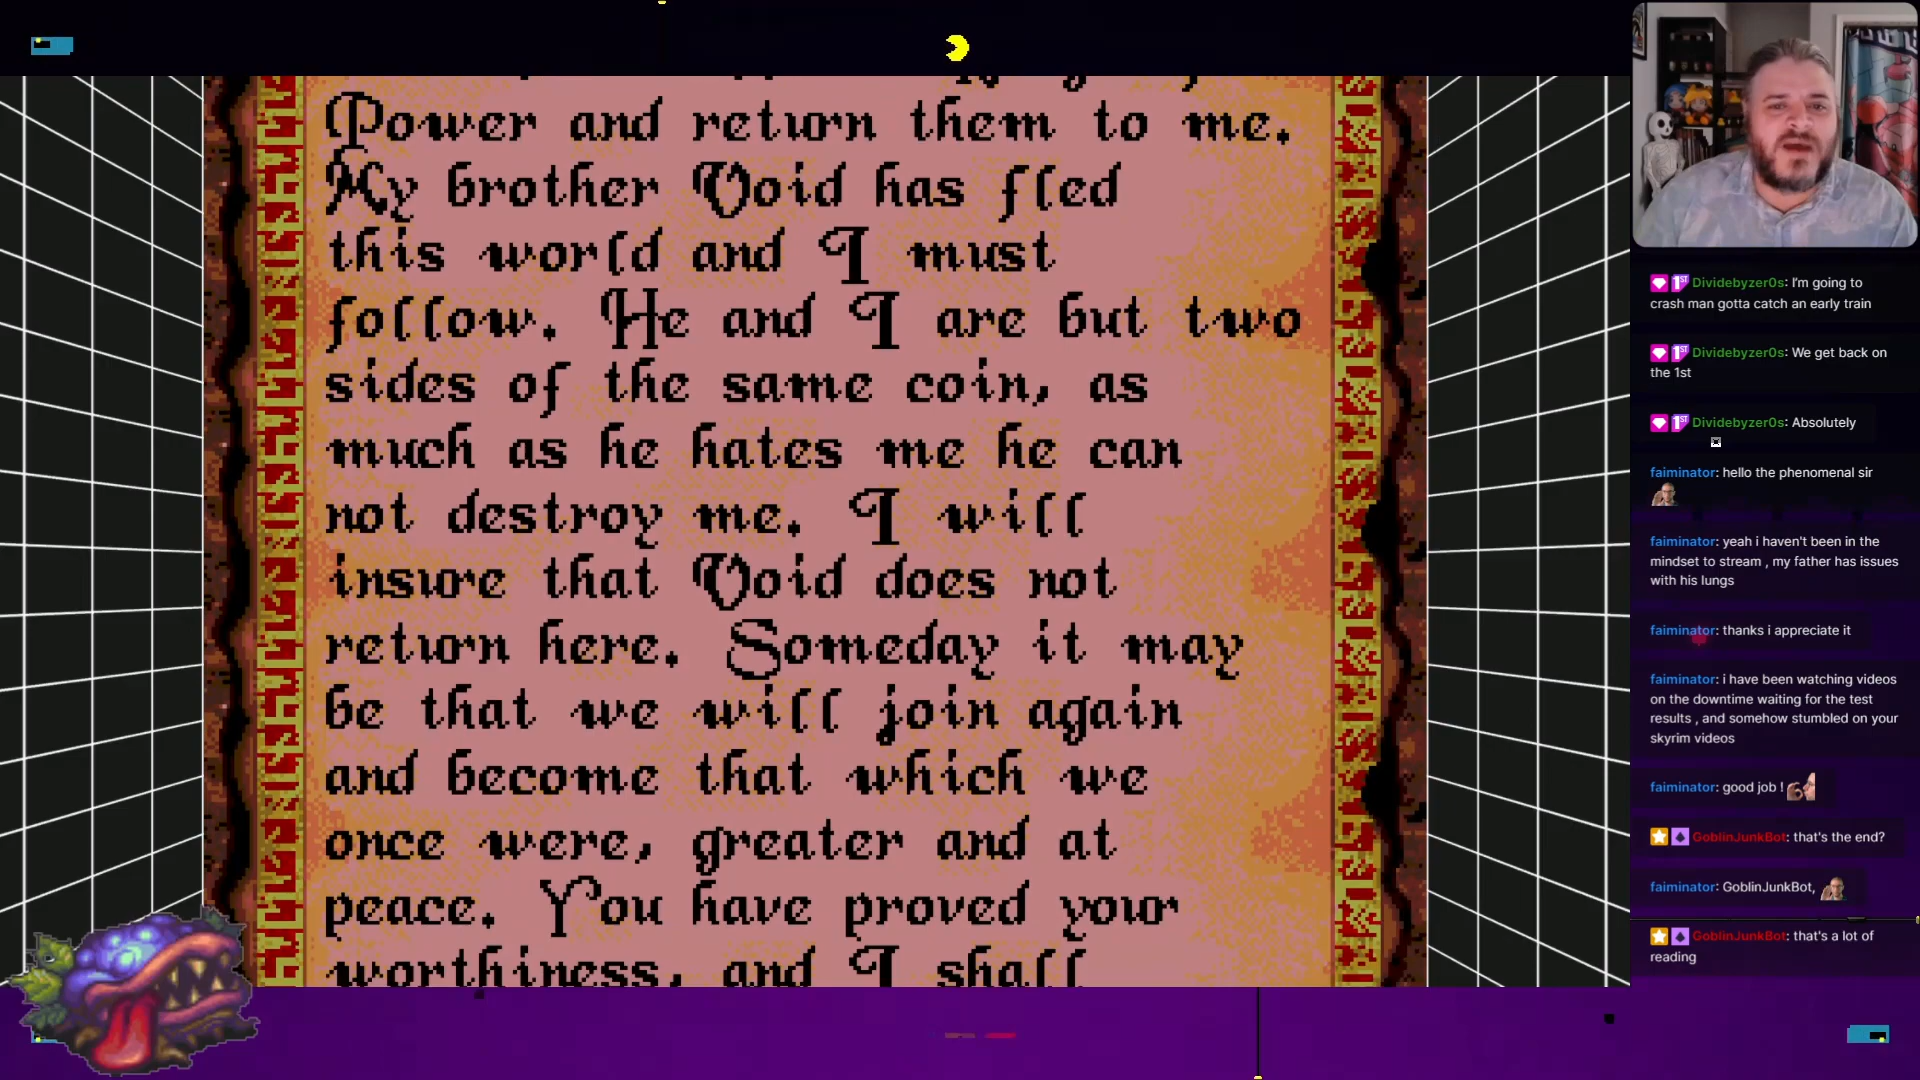 Power and return them to me.
My brother Void has fled
this world and I must
follow. He and I are but two
sides of the same coin, as
much as he hates me he can
not destroy me. I will
insure that Void does not
return here. Someday it may
be that we will join again
and become that which we
once were, greater and at
peace. You have proved your
worthiness, and I shall
Dividebyzer0s: I'm going to
crash man gotta catch an early train
Dividebyzer0s: We get back on
the 1st
Dividebyzer0s: Absolutely
faiminator: hello the phenomenal sir
faiminator: yeah i haven't been in the
mindset to stream , my father has issues
with his lungs
faiminator: thanks i appreciate it
faiminator: i have been watching videos
on the downtime waiting for the test
results , and somehow stumbled on your
skyrim videos
faiminator: good job !
GoblinJunkBot: that's the end?
faiminator: GoblinJunkBot,
GoblinJunkBot: that's a lot of
reading